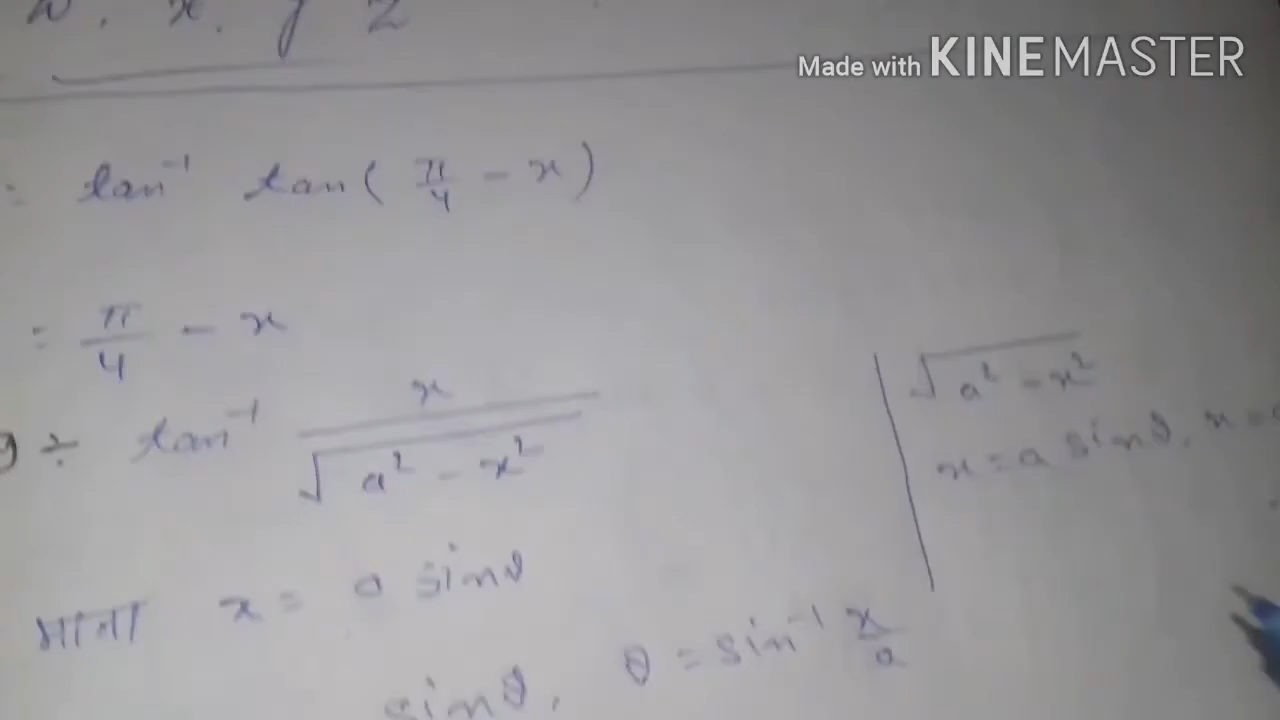 Made with KINEMASTER
x. y z
= tan⁻¹ tan( π/4 - x )
= π/4 - x
9 ÷ tan⁻¹ x/√(a² - x²)
√(a² - x²)
x = a sinθ, x =
माना x = a sinθ
sinθ, θ = sin⁻¹ x/a